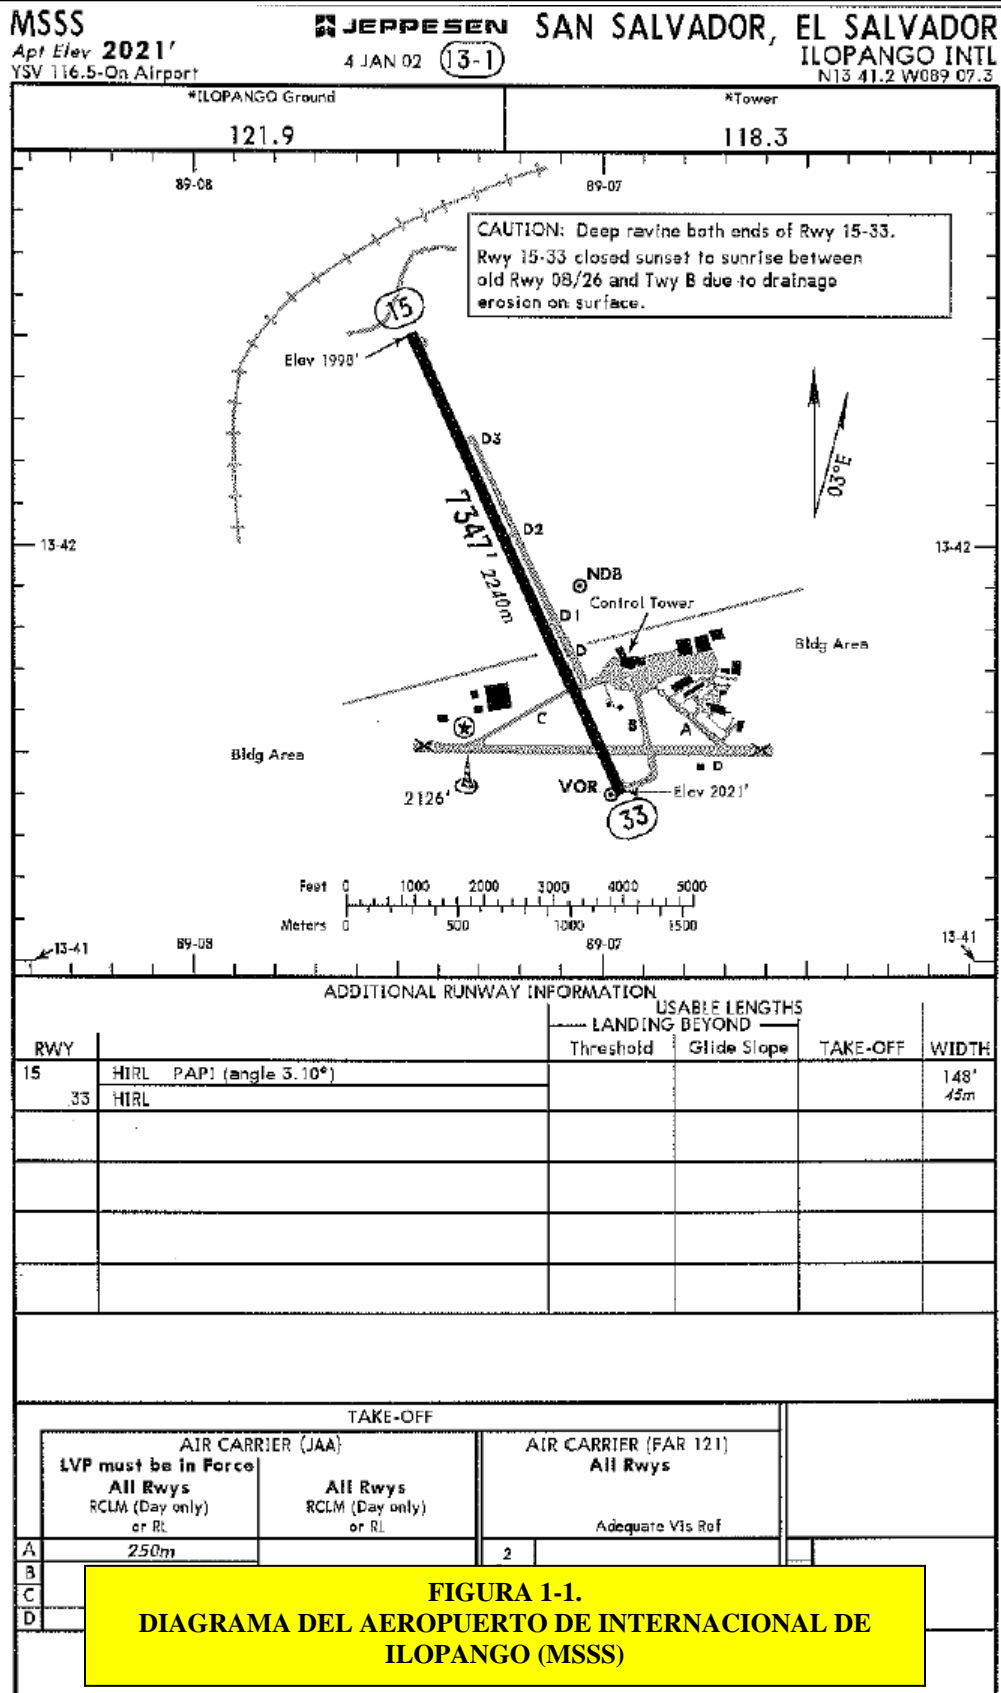 MSSS
Apt Elev 2021'
YSV 116.5-On Airport
JEPPESEN
4 JAN 02 13-1
SAN SALVADOR, EL SALVADOR
ILOPANGO INTL
N13 41.2 W089 07.3
*ILOPANGO Ground
121.9
*Tower
118.3
89-08
89-07
CAUTION: Deep ravine both ends of Rwy 15-33.
Rwy 15-33 closed sunset to sunrise between
old Rwy 08/26 and Twy B due to drainage
erosion on surface.
15
Elev 1998'
D3
03°E
7347'
2240m
D2
13-42
13-42
NDB
Control Tower
D1
D
Bldg Area
C
B
A
Bldg Area
D
2126'
VOR
Elev 2021'
33
Feet 0 1000 2000 3000 4000 5000
Meters 0 500 1000 1500
13-41
89-08
89-07
13-41
ADDITIONAL RUNWAY INFORMATION
USABLE LENGTHS
LANDING BEYOND
RWY
Threshold
Glide Slope
TAKE-OFF
WIDTH
15
HIRL PAPI (angle 3.10°)
148'
33
HIRL
45m
TAKE-OFF
AIR CARRIER (JAA)
AIR CARRIER (FAR 121)
LVP must be in Force
All Rwys
All Rwys
All Rwys
RCLM (Day only)
or RL
RCLM (Day only)
or RL
Adequate Vis Ref
A
250m
2
B
C
D
FIGURA 1-1.
DIAGRAMA DEL AEROPUERTO DE INTERNACIONAL DE
ILOPANGO (MSSS)